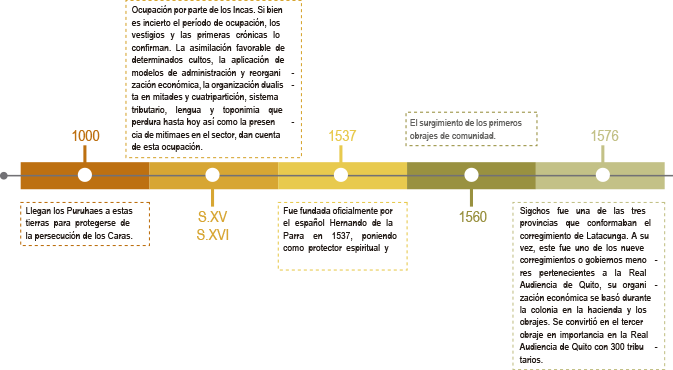 Ocupación por parte de los Incas. Si bien
es incierto el período de ocupación, los
vestigios y las primeras crónicas lo
confirman. La asimilación favorable de
determinados cultos, la aplicación de
modelos de administración y reorgani -
zación económica, la organización dualis -
ta en mitades y cuatripartición, sistema
tributario, lengua y toponimia que
perdura hasta hoy así como la presen -
cia de mitimaes en el sector, dan cuenta
de esta ocupación.
El surgimiento de los primeros
obrajes de comunidad.
1000
1537
1576
S.XV
S.XVI
1560
Llegan los Puruhaes a estas
tierras para protegerse de
la persecución de los Caras.
Fue fundada oficialmente por
el español Hernando de la
Parra en 1537, poniendo
como protector espiritual y
Sigchos fue una de las tres
provincias que conformaban el
corregimiento de Latacunga. A su
vez, este fue uno de los nueve
corregimientos o gobiernos meno -
res pertenecientes a la Real
Audiencia de Quito, su organi -
zación económica se basó durante
la colonia en la hacienda y los
obrajes. Se convirtió en el tercer
obraje en importancia en la Real
Audiencia de Quito con 300 tribu -
tarios.